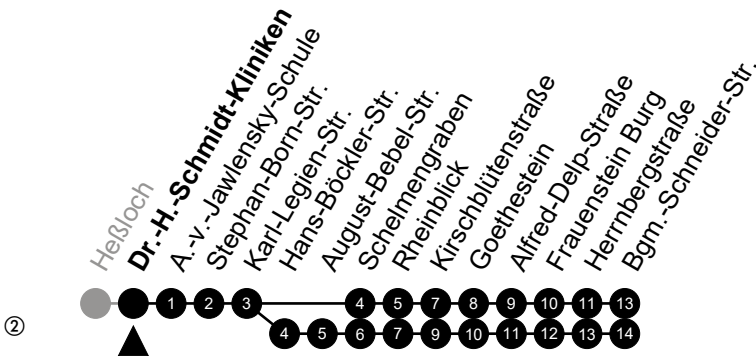 Heßloch
Dr.-H.-Schmidt-Kliniken
A.-v.-Jawlensky-Schule
Stephan-Born-Str.
Karl-Legien-Str.
Hans-Böckler-Str.
August-Bebel-Str.
Schelmengraben
Rheinblick
Kirschblütenstraße
Goethestein
Alfred-Delp-Straße
Frauenstein Burg
Herrnbergstraße
Bgm.-Schneider-Str.
1 2 3 4 5 7 8 9 10 11 13
② 4 5 6 7 9 10 11 12 13 14